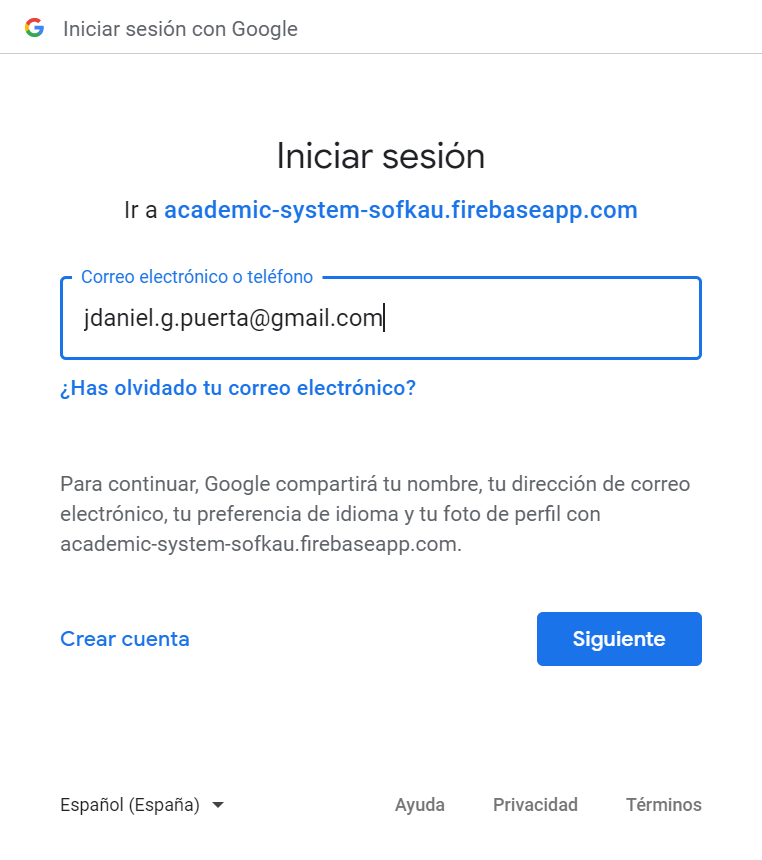 Iniciar sesión con Google
Iniciar sesión
Ir a academic-system-sofkau.firebaseapp.com
Correo electrónico o teléfono
jdaniel.g.puerta@gmail.com
¿Has olvidado tu correo electrónico?
Para continuar, Google compartirá tu nombre, tu dirección de correo
electrónico, tu preferencia de idioma y tu foto de perfil con
academic-system-sofkau.firebaseapp.com.
Crear cuenta Siguiente
Español (España) Ayuda Privacidad Términos